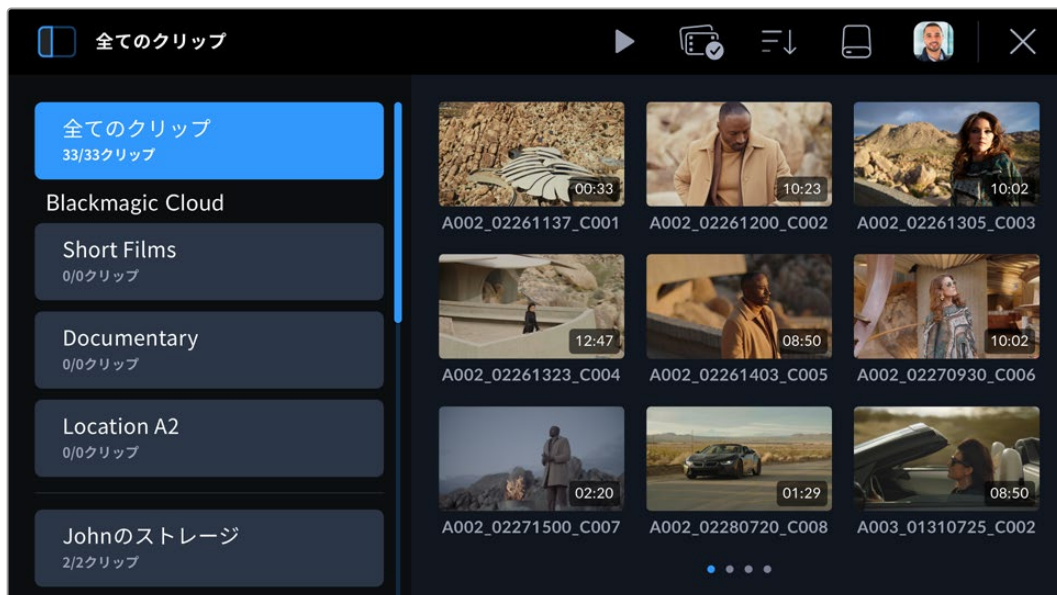 全てのクリップ
全てのクリップ
33/33クリップ
Blackmagic Cloud
Short Films
0/0クリップ
Documentary
0/0クリップ
Location A2
0/0クリップ
Johnのストレージ
2/2クリップ
00:33
10:23
10:02
A002_02261137_C001
A002_02261200_C002
A002_02261305_C003
12:47
08:50
10:02
A002_02261323_C004
A002_02261403_C005
A002_02270930_C006
02:20
01:29
08:50
A002_02271500_C007
A002_02280720_C008
A003_01310725_C002